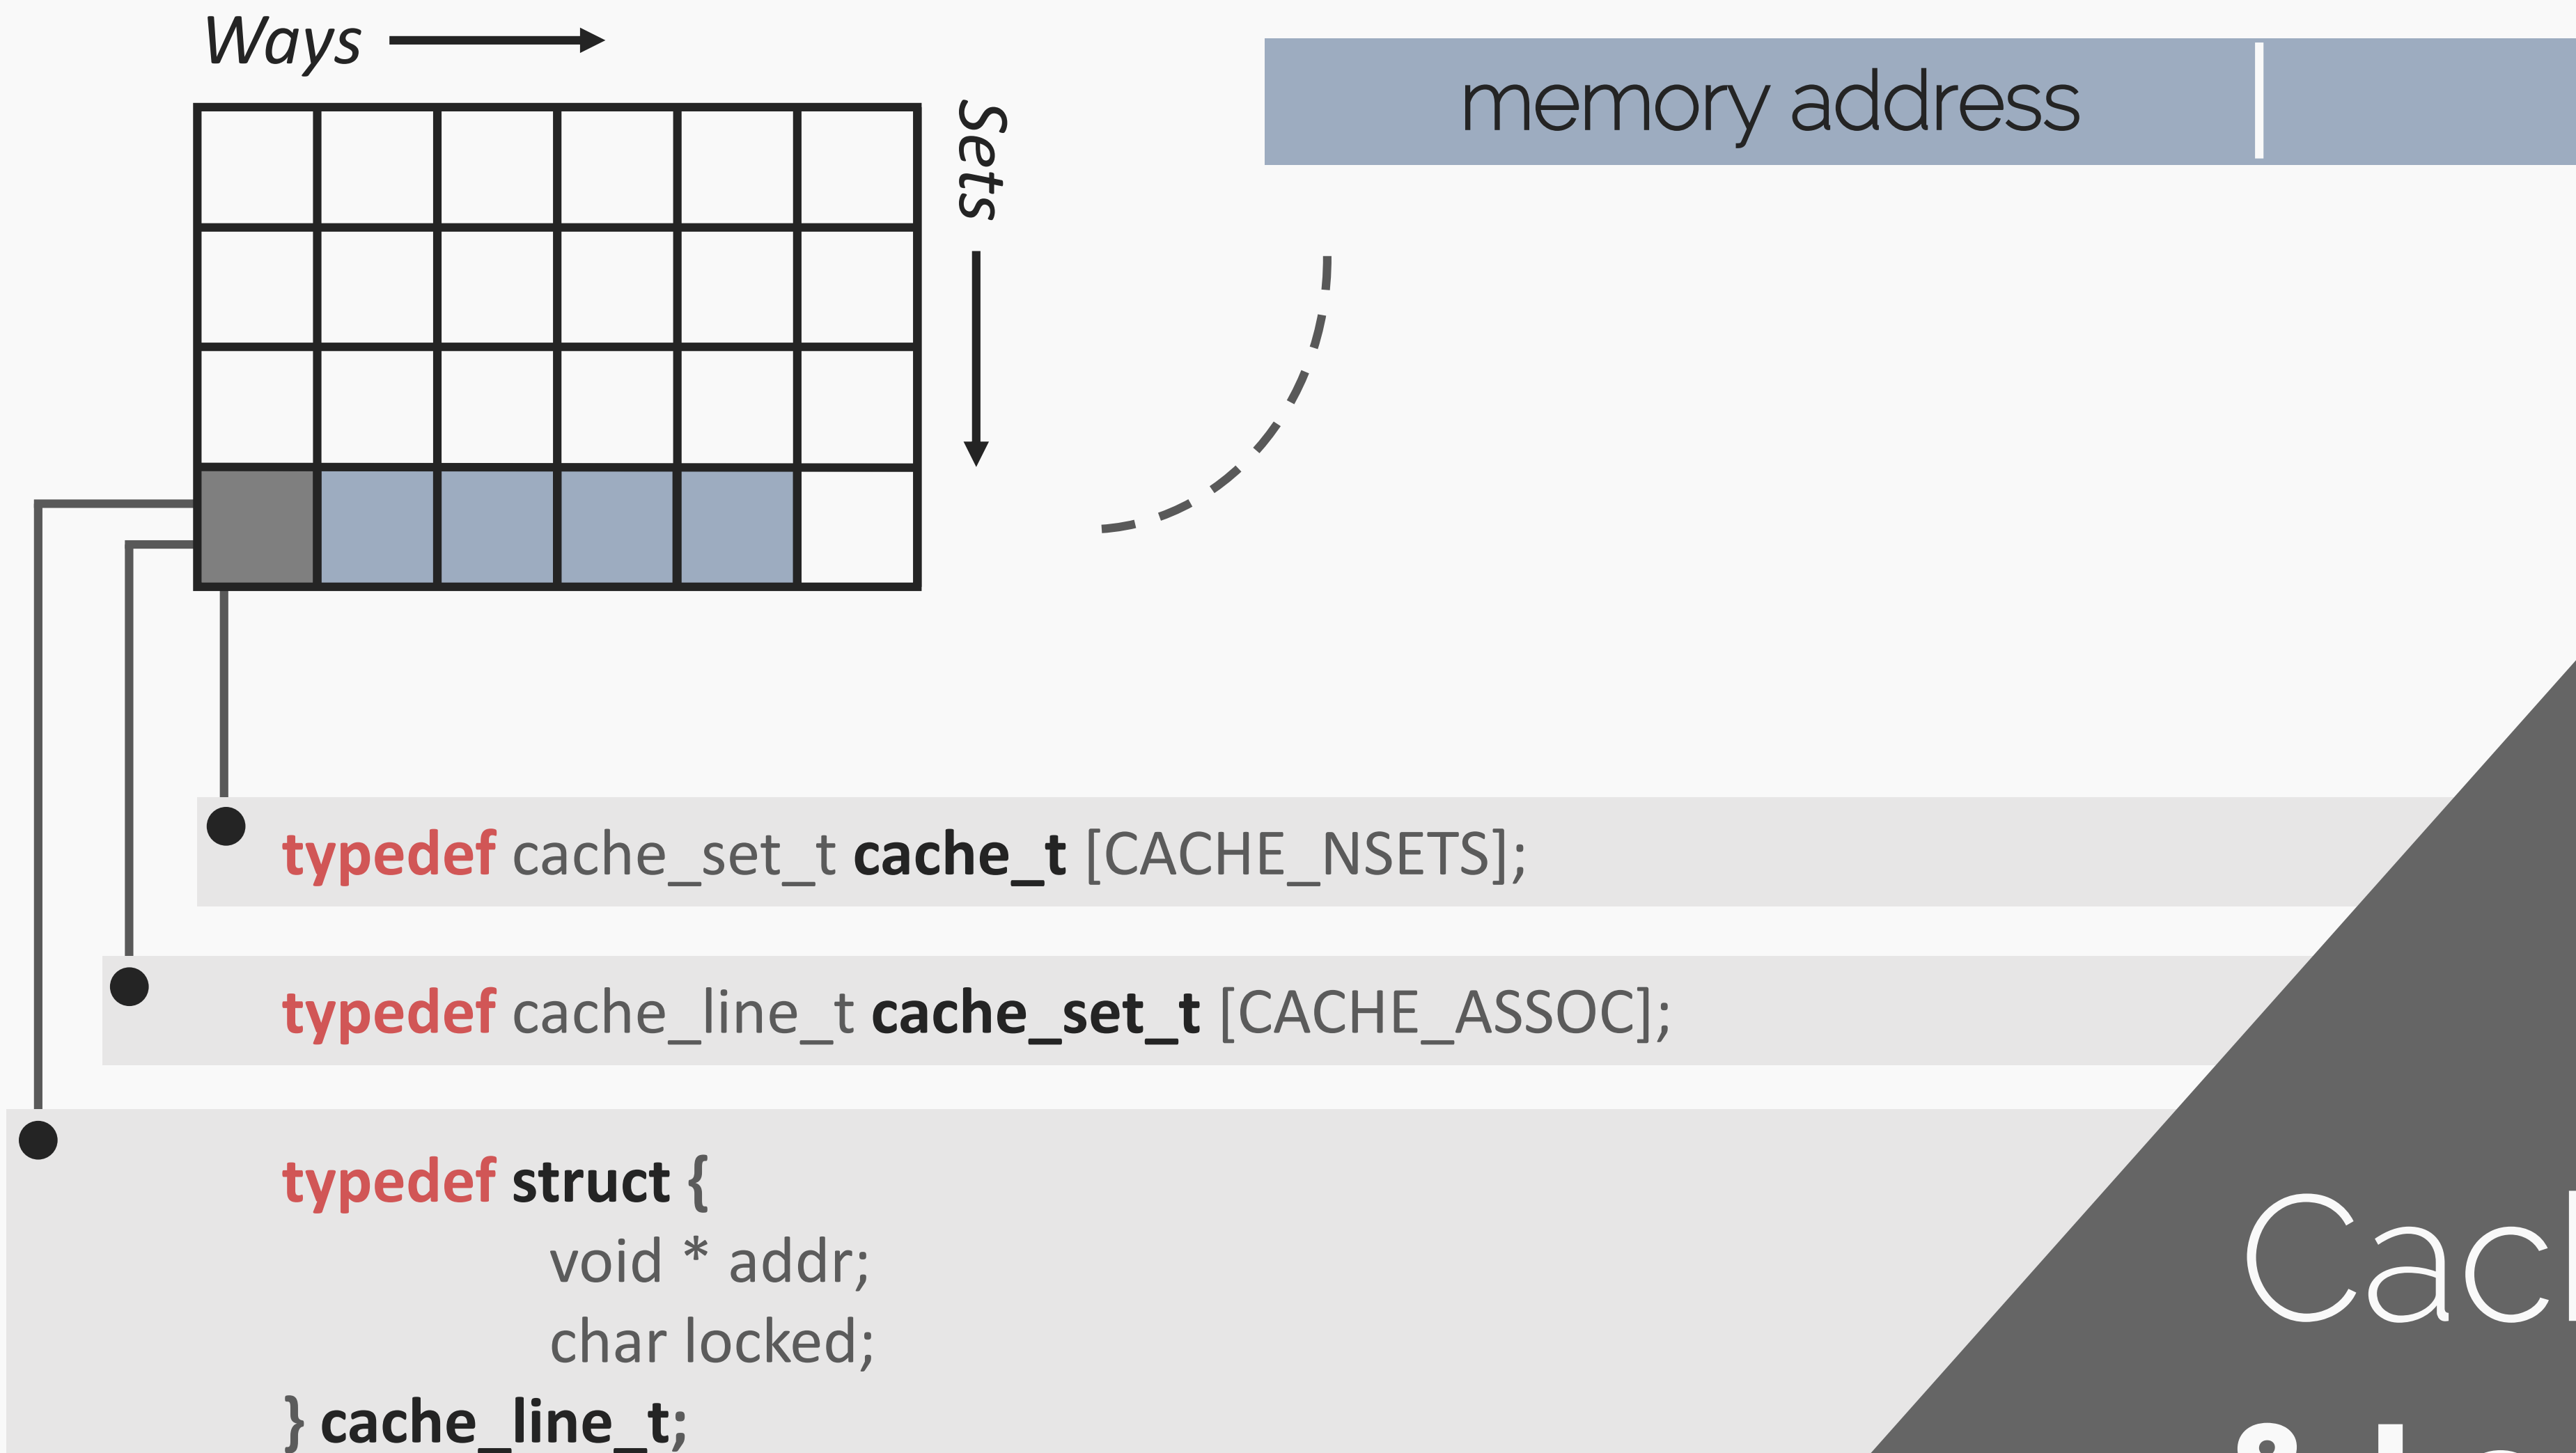 Ways
Sets
memory address
typedef cache_set_t cache_t [CACHE_NSETS];
typedef cache_line_t cache_set_t [CACHE_ASSOC];
typedef struct {
void * addr;
char locked;
} cache_line_t;
Cac
&